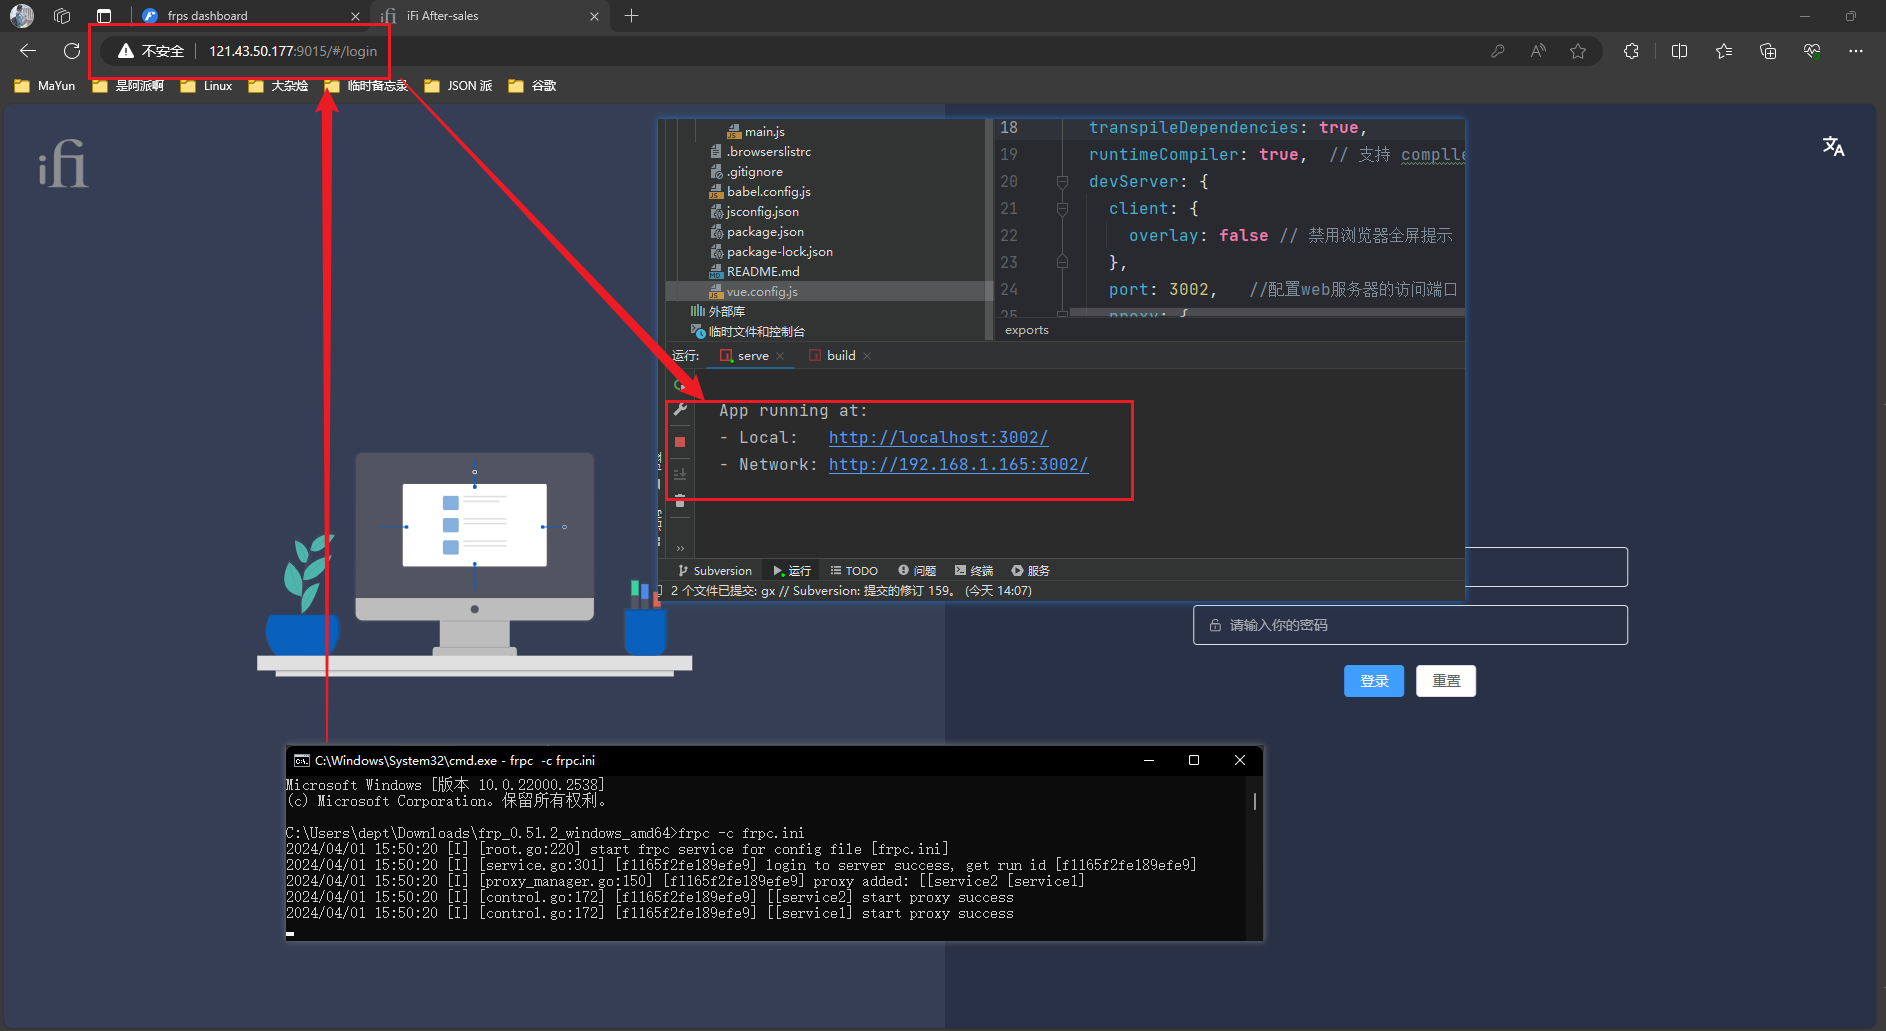 frps dashboard
iFi After-sales
不安全 121.43.50.177:9015/#/login
MaYun 是阿派啊 Linux 大杂烩 临时备忘录 JSON 派 谷歌
ifi
main.js
.browserslistrc
.gitignore
babel.config.js
jsconfig.json
package.json
package-lock.json
README.md
vue.config.js
外部库
临时文件和控制台
18 transpileDependencies: true,
19 runtimeCompiler: true, // 支持 complle
20 devServer: {
21 client: {
22 overlay: false // 禁用浏览器全屏提示
23 },
24 port: 3002, //配置web服务器的访问端口
25 proxy: {
exports
运行: serve build
App running at:
- Local: http://localhost:3002/
- Network: http://192.168.1.165:3002/
Subversion 运行 TODO 问题 终端 服务
2 个文件已提交: gx // Subversion: 提交的修订 159。 (今天 14:07)
请输入你的密码
登录 重置
C:\Windows\System32\cmd.exe - frpc -c frpc.ini
Microsoft Windows [版本 10.0.22000.2538]
(c) Microsoft Corporation。保留所有权利。
C:\Users\dept\Downloads\frp_0.51.2_windows_amd64>frpc -c frpc.ini
2024/04/01 15:50:20 [I] [root.go:220] start frpc service for config file [frpc.ini]
2024/04/01 15:50:20 [I] [service.go:301] [f1165f2fe189efe9] login to server success, get run id [f1165f2fe189efe9]
2024/04/01 15:50:20 [I] [proxy_manager.go:150] [f1165f2fe189efe9] proxy added: [[service2 [service1]
2024/04/01 15:50:20 [I] [control.go:172] [f1165f2fe189efe9] [[service2] start proxy success
2024/04/01 15:50:20 [I] [control.go:172] [f1165f2fe189efe9] [[service1] start proxy success